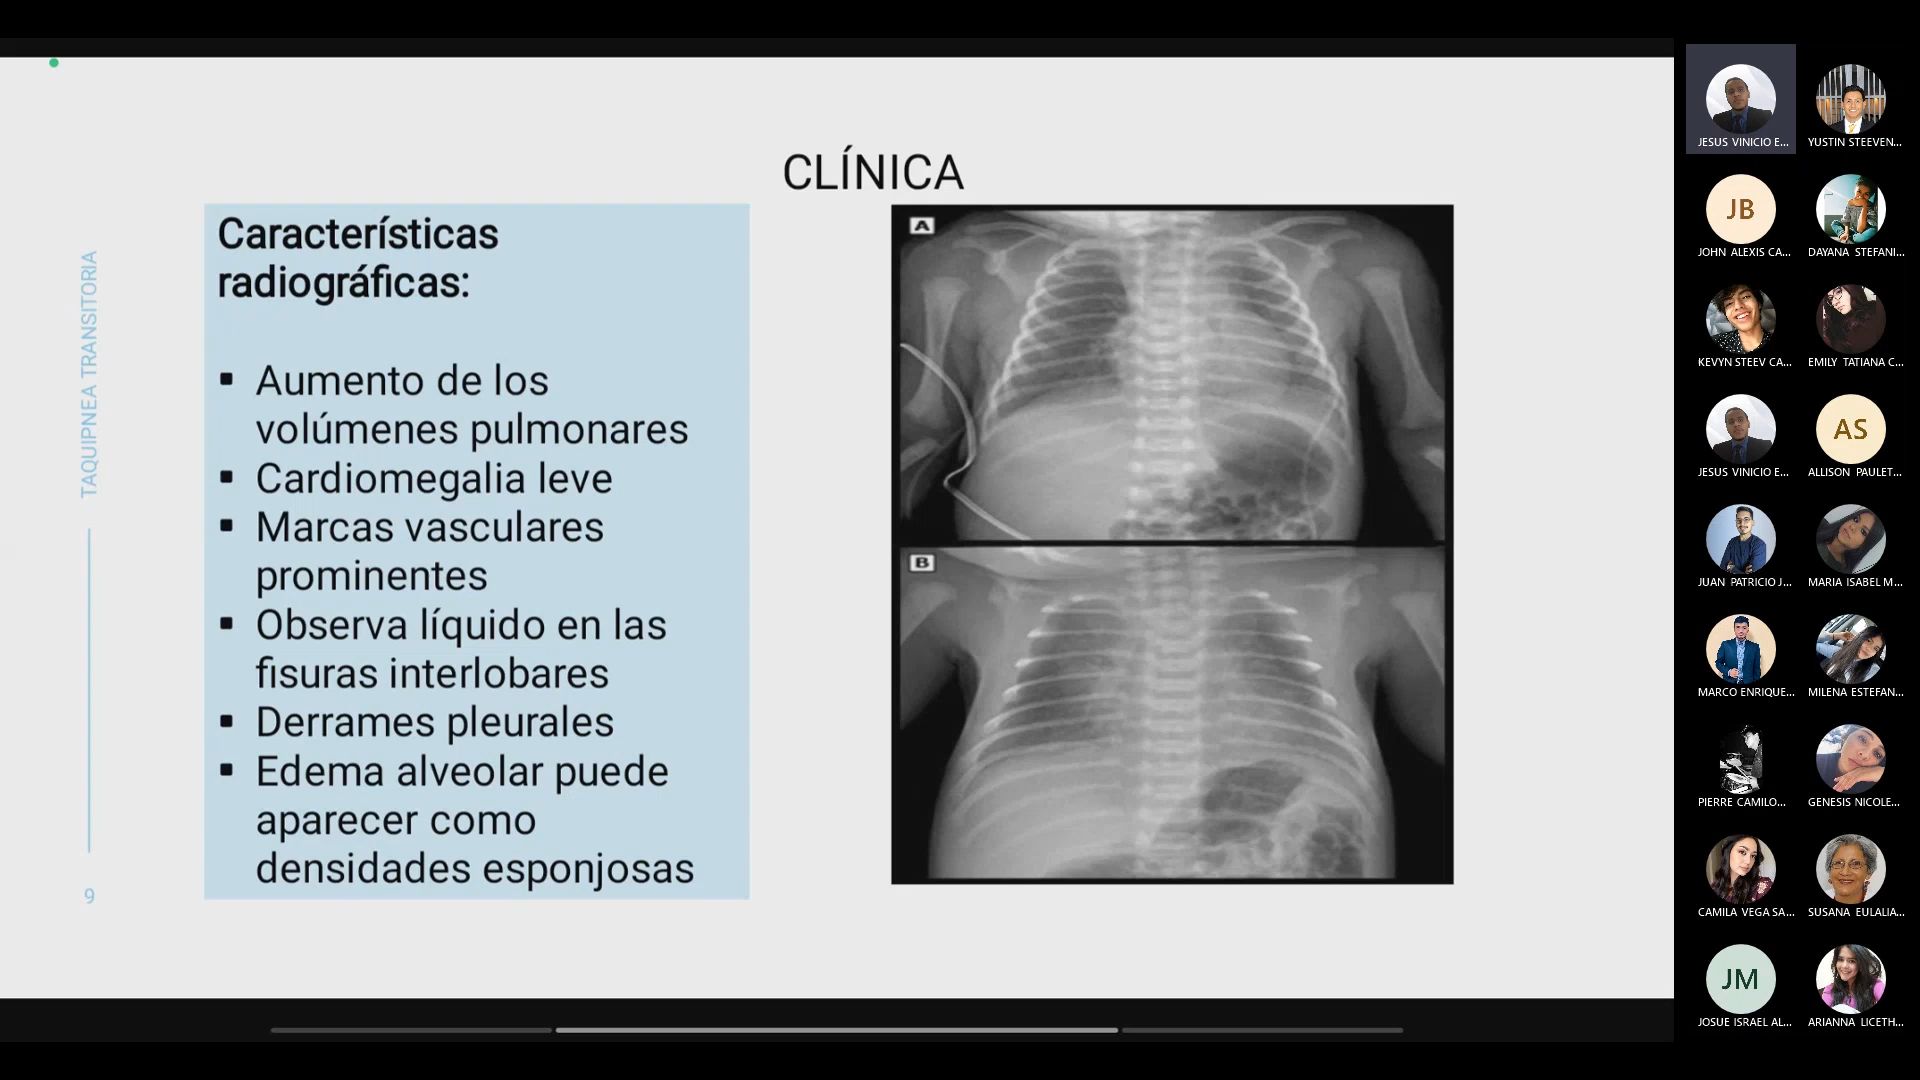 CLÍNICA
TAQUIPNEA TRANSITORIA
9
Características
radiográficas:
▪ Aumento de los
volúmenes pulmonares
▪ Cardiomegalia leve
▪ Marcas vasculares
prominentes
▪ Observa líquido en las
fisuras interlobares
▪ Derrames pleurales
▪ Edema alveolar puede
aparecer como
densidades esponjosas
A
B
JESUS VINICIO E...
YUSTIN STEEVEN...
JB
JOHN ALEXIS CA...
DAYANA STEFANI...
KEVYN STEEV CA...
EMILY TATIANA C...
JESUS VINICIO E...
AS
ALLISON PAULET...
JUAN PATRICIO J...
MARIA ISABEL M...
MARCO ENRIQUE...
MILENA ESTEFAN...
PIERRE CAMILO...
GENESIS NICOLE...
CAMILA VEGA SA...
SUSANA EULALIA...
JM
JOSUE ISRAEL AL...
ARIANNA LICETH...